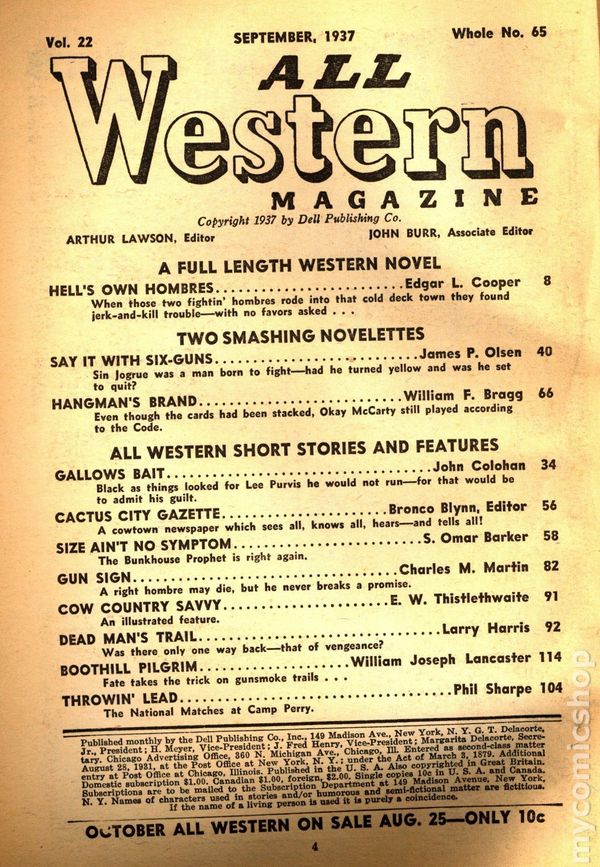 Vol. 22 SEPTEMBER, 1937 Whole No. 65
ALL
Western
MAGAZINE
Copyright 1937 by Dell Publishing Co.
ARTHUR LAWSON, Editor JOHN BURR, Associate Editor
A FULL LENGTH WESTERN NOVEL
HELL'S OWN HOMBRES........................Edgar L. Cooper 8
When those two fightin' hombres rode into that cold deck town they found
jerk-and-kill trouble—with no favors asked . . .
TWO SMASHING NOVELETTES
SAY IT WITH SIX-GUNS..........................James P. Olsen 40
Sin Jogrue was a man born to fight—had he turned yellow and was he set
to quit?
HANGMAN'S BRAND..........................William F. Bragg 66
Even though the cards had been stacked, Okay McCarty still played according
to the Code.
ALL WESTERN SHORT STORIES AND FEATURES
GALLOWS BAIT..................................John Colohan 34
Black as things looked for Lee Purvis he would not run—for that would be
to admit his guilt.
CACTUS CITY GAZETTE.....................Bronco Blynn, Editor 56
A cowtown newspaper which sees all, knows all, hears—and tells all!
SIZE AIN'T NO SYMPTOM........................S. Omar Barker 58
The Bunkhouse Prophet is right again.
GUN SIGN....................................Charles M. Martin 82
A right hombre may die, but he never breaks a promise.
COW COUNTRY SAVVY.........................E. W. Thistlethwaite 91
An illustrated feature.
DEAD MAN'S TRAIL..............................Larry Harris 92
Was there only one way back—that of vengeance?
BOOTHILL PILGRIM...................William Joseph Lancaster 114
Fate takes the trick on gunsmoke trails . . .
THROWIN' LEAD.................................Phil Sharpe 104
The National Matches at Camp Perry.
Published monthly by the Dell Publishing Co., Inc., 149 Madison Ave., New York, N. Y. G. T. Delacorte,
Jr., President; H. Meyer, Vice-President; J. Fred Henry, Vice-President; Margarita Delacorte, Secre-
tary. Chicago Advertising Office, 360 N. Michigan Ave., Chicago, Ill. Entered as second-class matter
August 28, 1931, at the Post Office at New York, N. Y.; under the Act of March 3, 1879. Additional
entry at Post Office at Chicago, Illinois. Published in the U. S. A. Also copyrighted in Great Britain.
Domestic subscription $1.00. Canadian $1.00, foreign, $2.00. Single copies 10c in U. S. A. and Canada.
Subscriptions are to be mailed to the Subscription Department at 149 Madison Avenue, New York,
N. Y. Names of characters used in stories and/or humorous and semi-fictional matter are fictitious.
If the name of a living person is used it is purely a coincidence.
OCTOBER ALL WESTERN ON SALE AUG. 25—ONLY 10c
4
mycomicshop